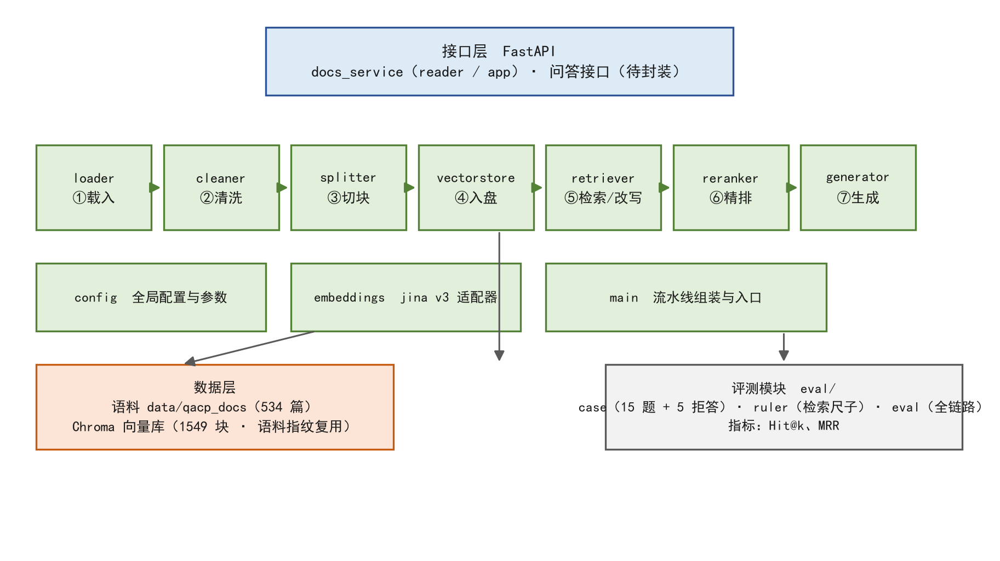 接口层 FastAPI
docs_service（reader / app）· 问答接口（待封装）
loader
①载入
cleaner
②清洗
splitter
③切块
vectorstore
④入盘
retriever
⑤检索/改写
reranker
⑥精排
generator
⑦生成
config 全局配置与参数
embeddings jina v3 适配器
main 流水线组装与入口
数据层
语料 data/qacp_docs（534 篇）
Chroma 向量库（1549 块 · 语料指纹复用）
评测模块 eval/
case（15 题 + 5 拒答）· ruler（检索尺子）· eval（全链路）
指标：Hit@k、MRR